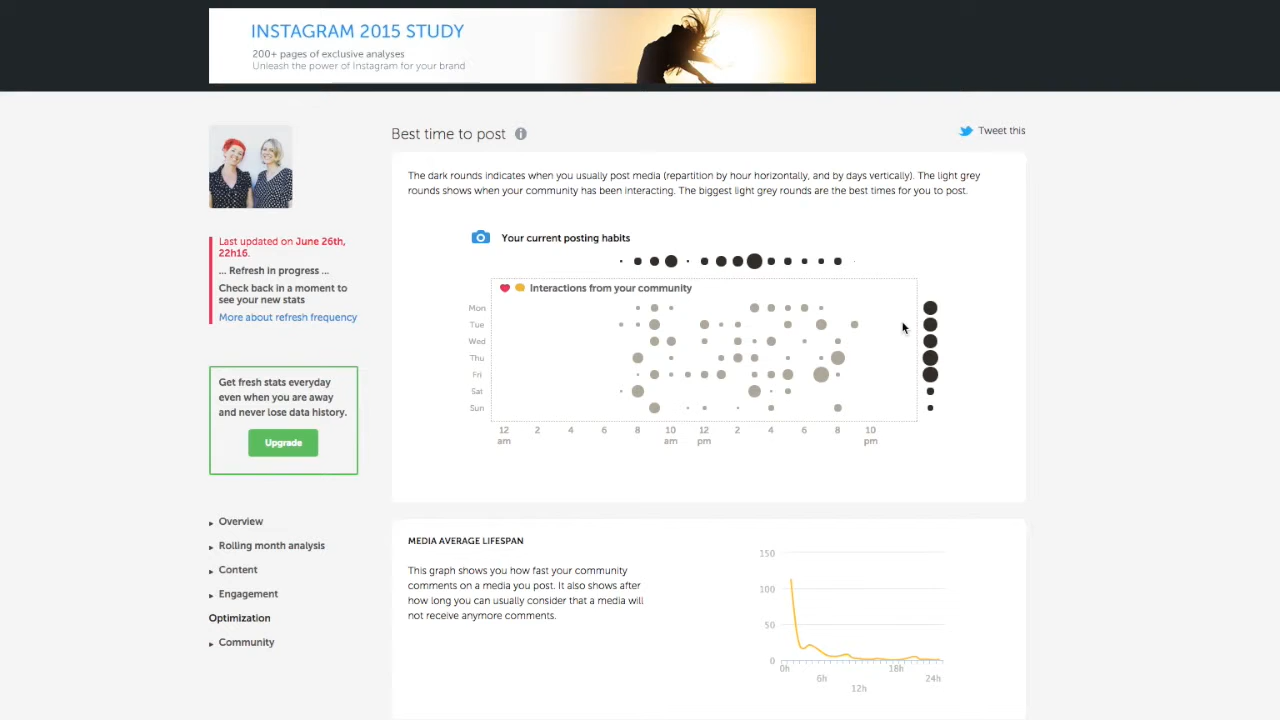 INSTAGRAM 2015 STUDY
200+ pages of exclusive analyses
Unleash the power of Instagram for your brand
Best time to post i
Tweet this
The dark rounds indicates when you usually post media (repartition by hour horizontally, and by days vertically). The light grey
rounds shows when your community has been interacting. The biggest light grey rounds are the best times for you to post.
Last updated on June 26th,
22h16.
... Refresh in progress ...
Check back in a moment to
see your new stats
More about refresh frequency
Your current posting habits
Interactions from your community
Mon
Tue
Wed
Thu
Fri
Sat
Sun
12 2 4 6 8 10 12 2 4 6 8 10
am am pm pm
Get fresh stats everyday
even when you are away
and never lose data history.
Upgrade
Overview
Rolling month analysis
Content
Engagement
Optimization
Community
MEDIA AVERAGE LIFESPAN
This graph shows you how fast your community
comments on a media you post. It also shows after
how long you can usually consider that a media will
not receive anymore comments.
150
100
50
0
0h 18h
6h 24h
12h